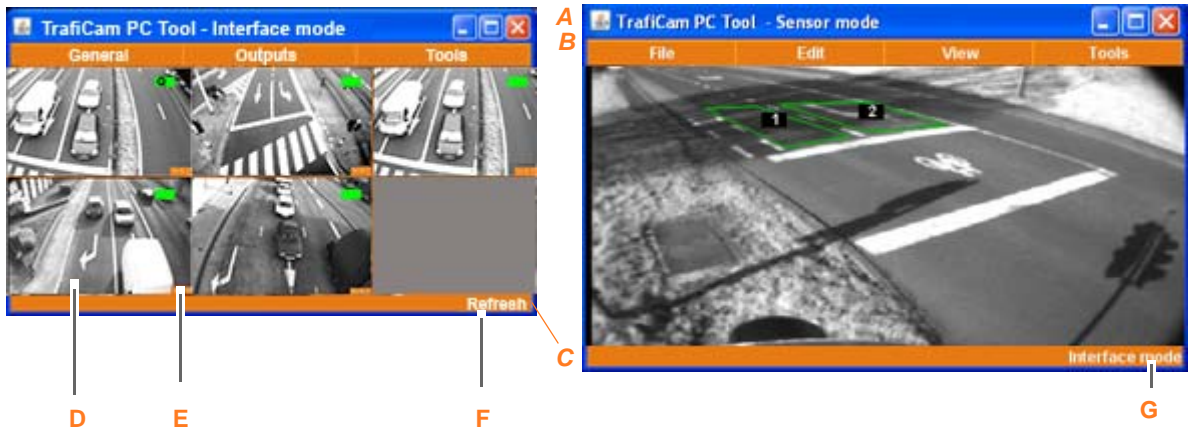 TrafiCam PC Tool - Interface mode
General Outputs Tools
Refresh
D E F
A
B
C
TrafiCam PC Tool - Sensor mode
File Edit View Tools
1 2
Interface mode
G